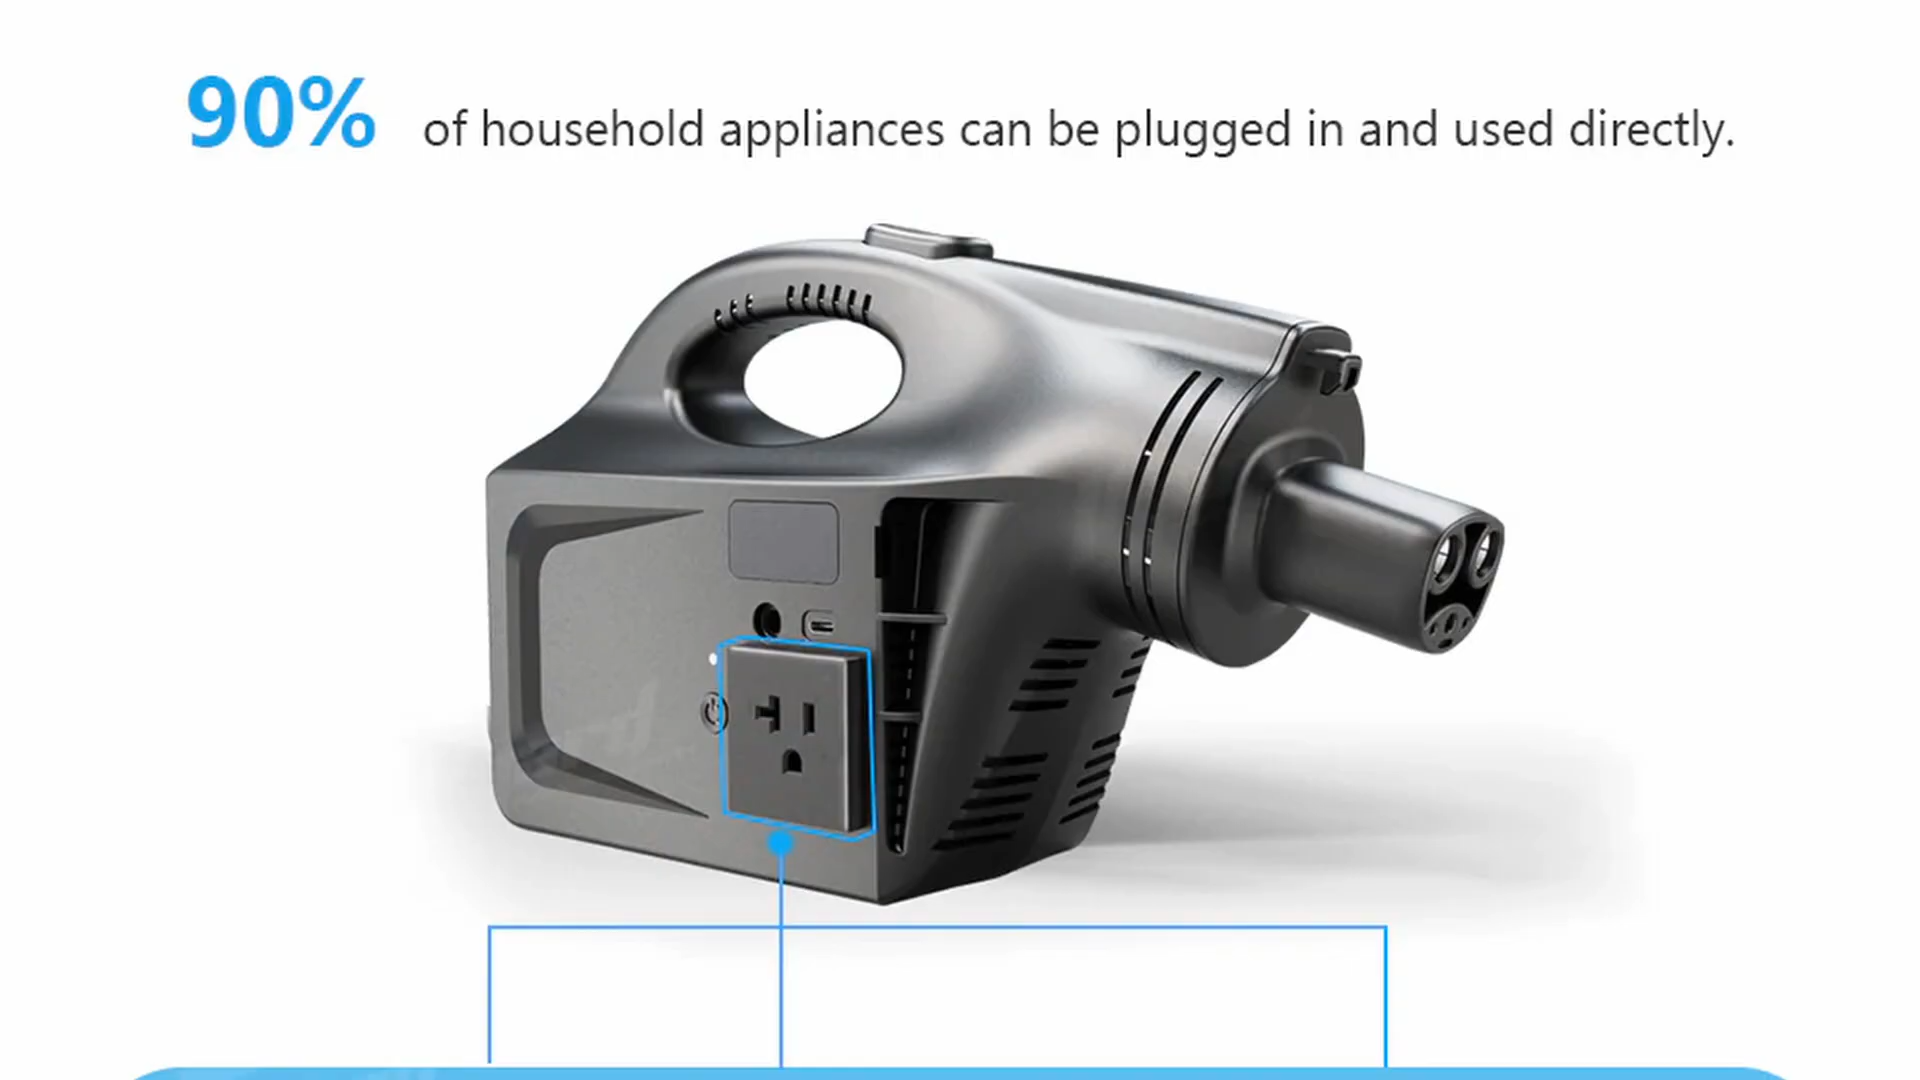 90% of household appliances can be plugged in and used directly.